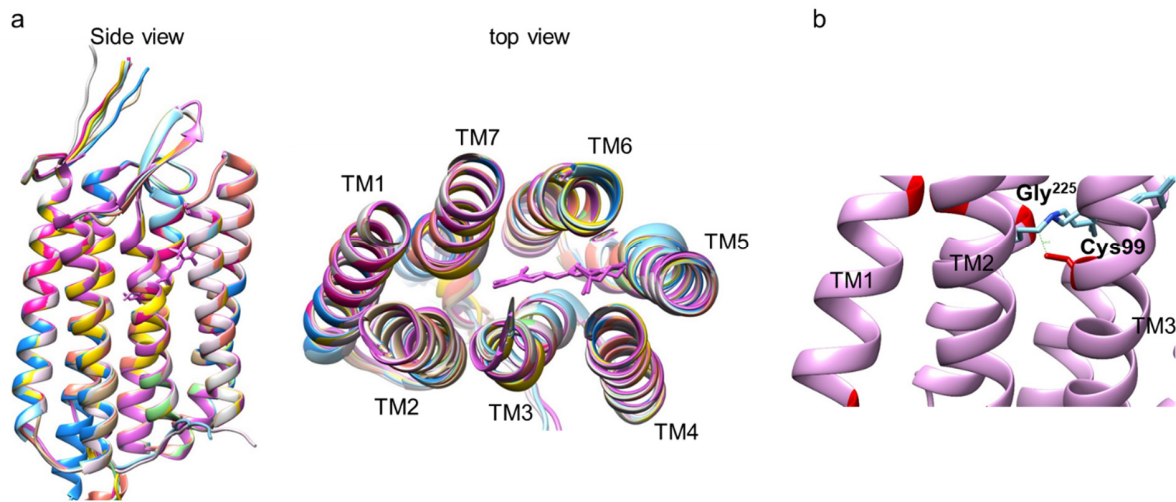 a
Side view
top view
b
TM7
TM6
TM1
TM5
TM2
TM3
TM4
Gly²²⁵
Cys99
TM1
TM2
TM3